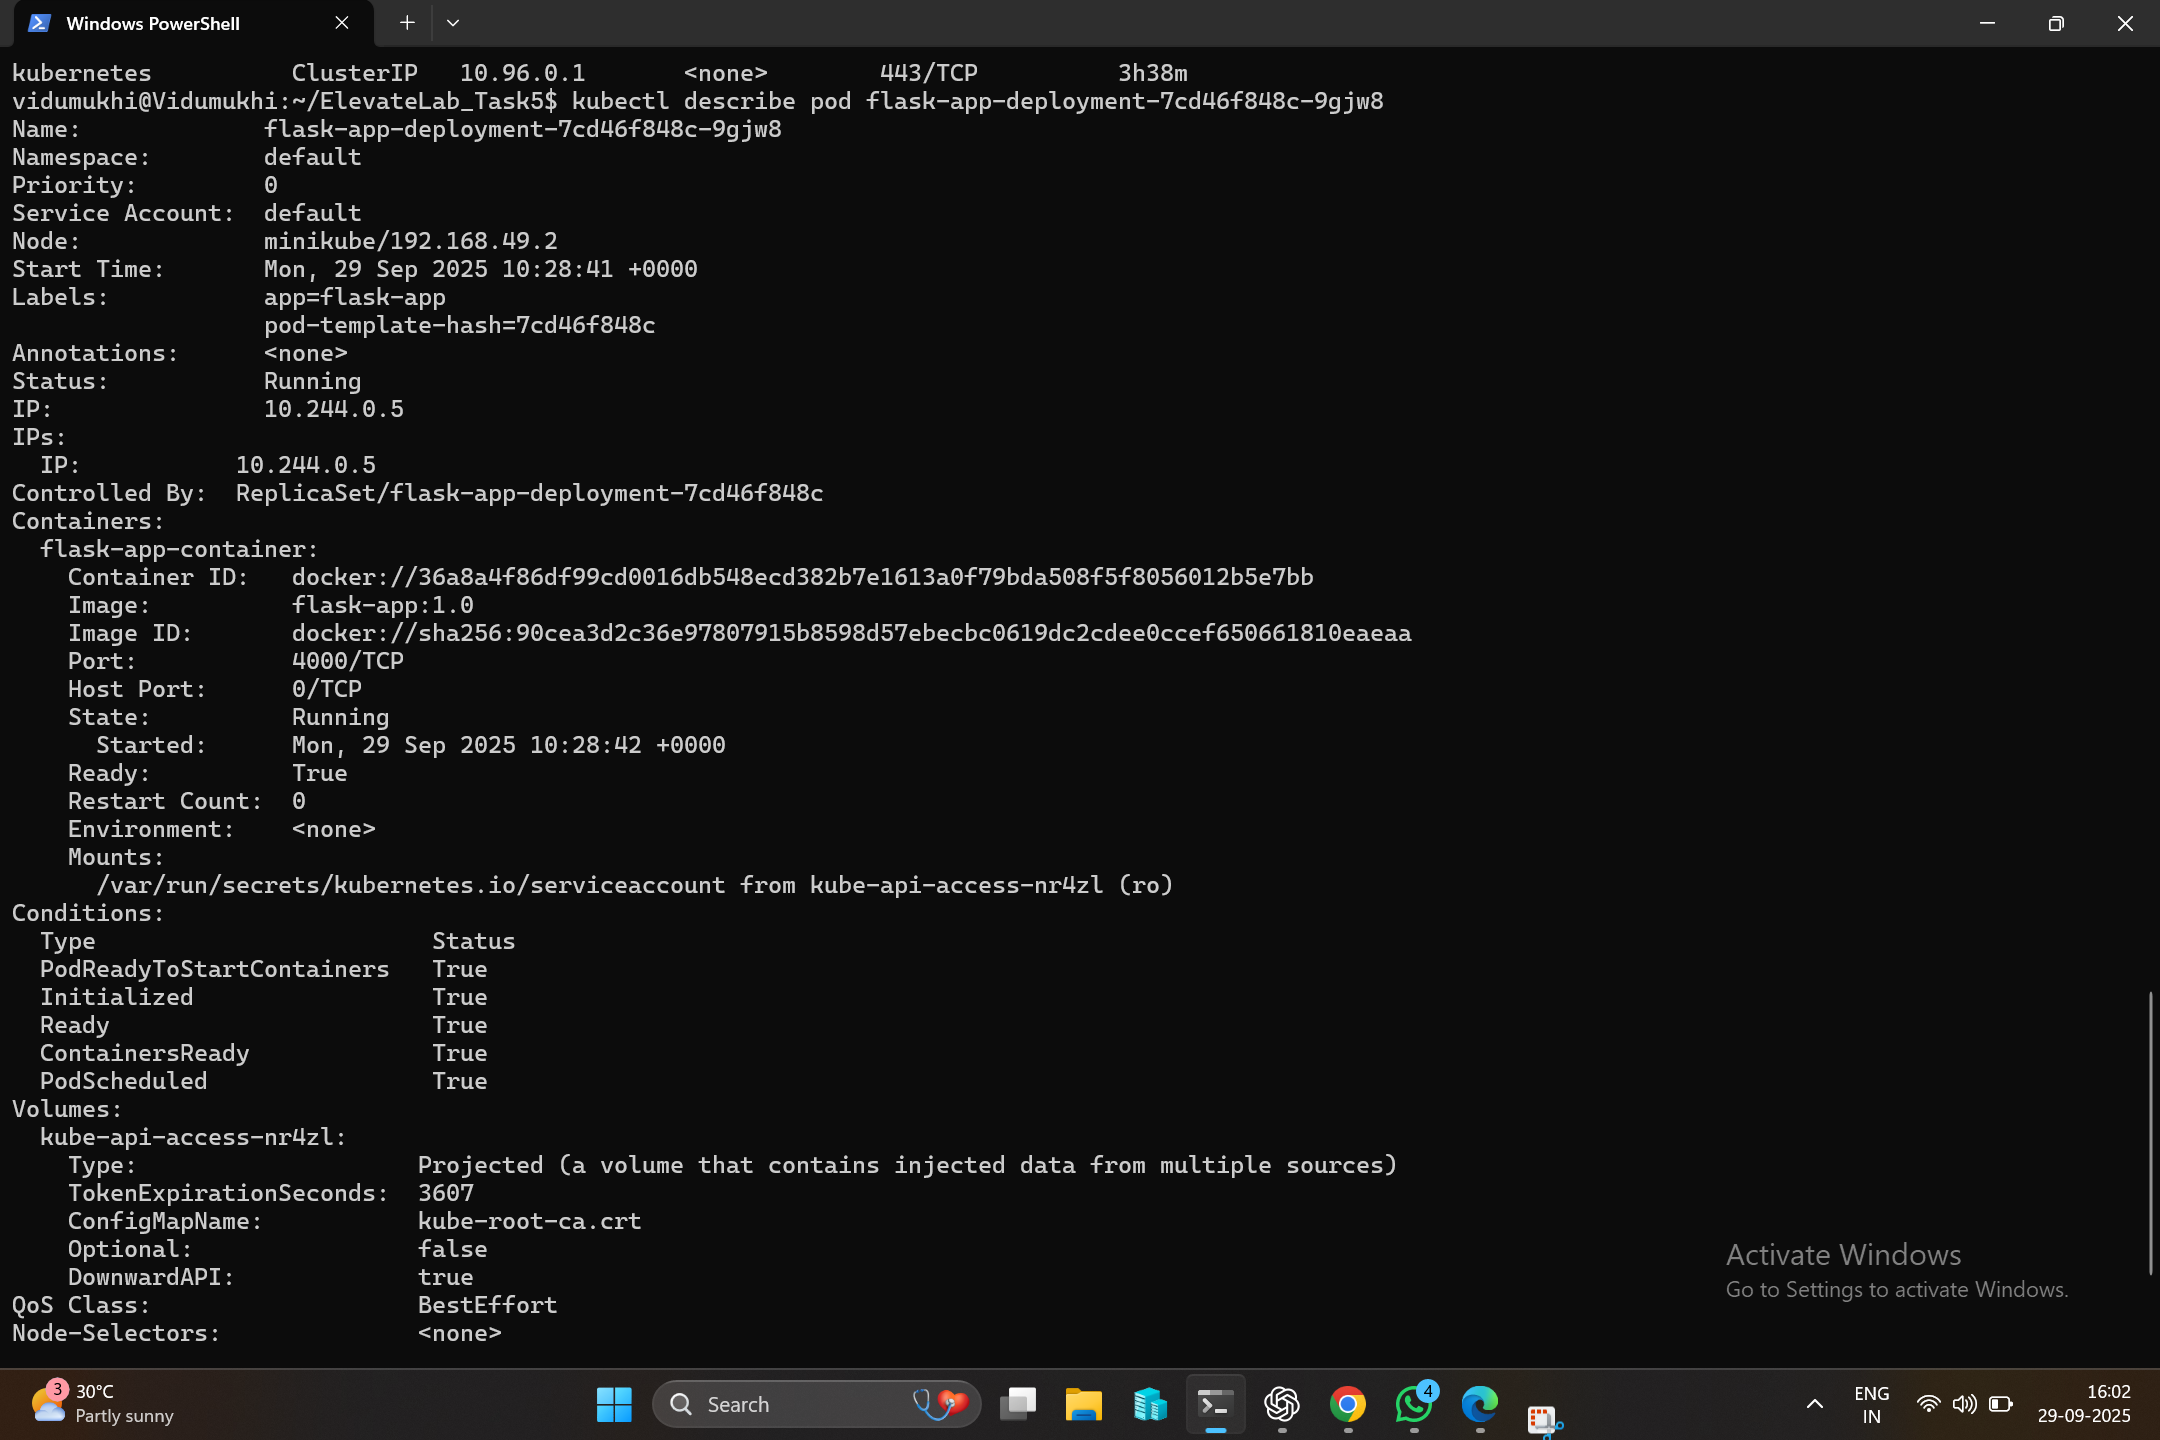 Windows PowerShell
kubernetes          ClusterIP   10.96.0.1       <none>        443/TCP          3h38m
vidumukhi@Vidumukhi:~/ElevateLab_Task5$ kubectl describe pod flask-app-deployment-7cd46f848c-9gjw8
Name:             flask-app-deployment-7cd46f848c-9gjw8
Namespace:        default
Priority:         0
Service Account:  default
Node:             minikube/192.168.49.2
Start Time:       Mon, 29 Sep 2025 10:28:41 +0000
Labels:           app=flask-app
                  pod-template-hash=7cd46f848c
Annotations:      <none>
Status:           Running
IP:               10.244.0.5
IPs:
  IP:           10.244.0.5
Controlled By:  ReplicaSet/flask-app-deployment-7cd46f848c
Containers:
  flask-app-container:
    Container ID:   docker://36a8a4f86df99cd0016db548ecd382b7e1613a0f79bda508f5f8056012b5e7bb
    Image:          flask-app:1.0
    Image ID:       docker://sha256:90cea3d2c36e97807915b8598d57ebecbc0619dc2cdee0ccef650661810eaeaa
    Port:           4000/TCP
    Host Port:      0/TCP
    State:          Running
      Started:      Mon, 29 Sep 2025 10:28:42 +0000
    Ready:          True
    Restart Count:  0
    Environment:    <none>
    Mounts:
      /var/run/secrets/kubernetes.io/serviceaccount from kube-api-access-nr4zl (ro)
Conditions:
  Type                        Status
  PodReadyToStartContainers   True
  Initialized                 True
  Ready                       True
  ContainersReady             True
  PodScheduled                True
Volumes:
  kube-api-access-nr4zl:
    Type:                    Projected (a volume that contains injected data from multiple sources)
    TokenExpirationSeconds:  3607
    ConfigMapName:           kube-root-ca.crt
    Optional:                false
    DownwardAPI:             true
QoS Class:                   BestEffort
Node-Selectors:              <none>
Activate Windows
Go to Settings to activate Windows.
3
30°C
Partly sunny
Search
4
ENG
IN
16:02
29-09-2025